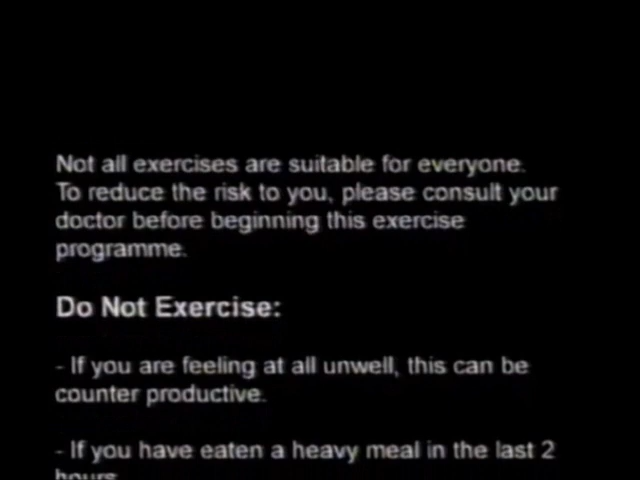 Not all exercises are suitable for everyone.
To reduce the risk to you, please consult your
doctor before beginning this exercise
programme.
Do Not Exercise:
- If you are feeling at all unwell, this can be
counter productive.
- If you have eaten a heavy meal in the last 2
hours